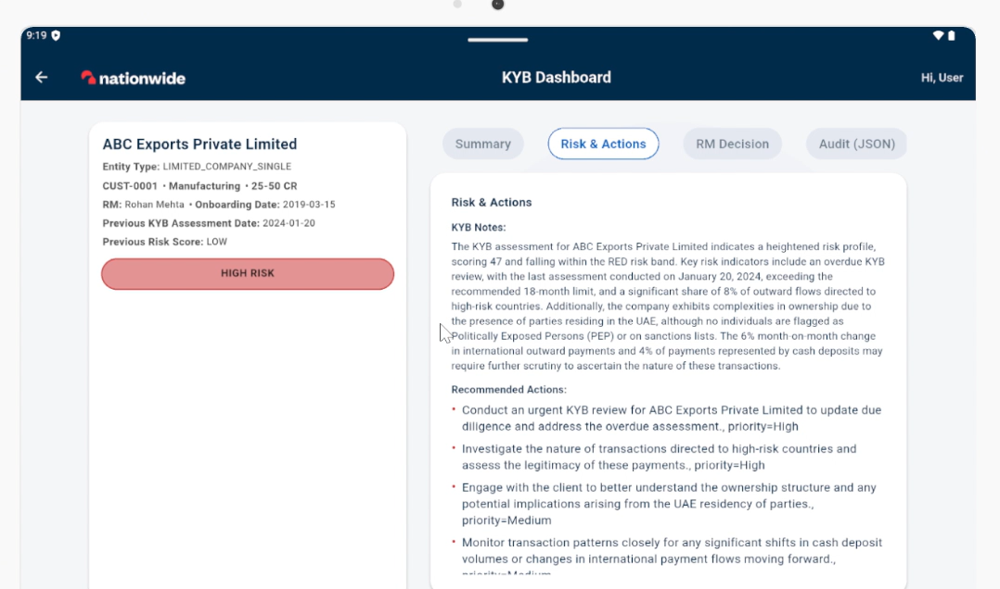 9:19
nationwide
KYB Dashboard
Hi, User
ABC Exports Private Limited
Entity Type: LIMITED_COMPANY_SINGLE
CUST-0001 • Manufacturing • 25-50 CR
RM: Rohan Mehta • Onboarding Date: 2019-03-15
Previous KYB Assessment Date: 2024-01-20
Previous Risk Score: LOW
HIGH RISK
Summary
Risk & Actions
RM Decision
Audit (JSON)
Risk & Actions
KYB Notes:
The KYB assessment for ABC Exports Private Limited indicates a heightened risk profile,
scoring 47 and falling within the RED risk band. Key risk indicators include an overdue KYB
review, with the last assessment conducted on January 20, 2024, exceeding the
recommended 18-month limit, and a significant share of 8% of outward flows directed to
high-risk countries. Additionally, the company exhibits complexities in ownership due to
the presence of parties residing in the UAE, although no individuals are flagged as
Politically Exposed Persons (PEP) or on sanctions lists. The 6% month-on-month change
in international outward payments and 4% of payments represented by cash deposits may
require further scrutiny to ascertain the nature of these transactions.
Recommended Actions:
• Conduct an urgent KYB review for ABC Exports Private Limited to update due
diligence and address the overdue assessment., priority=High
• Investigate the nature of transactions directed to high-risk countries and
assess the legitimacy of these payments., priority=High
• Engage with the client to better understand the ownership structure and any
potential implications arising from the UAE residency of parties.,
priority=Medium
• Monitor transaction patterns closely for any significant shifts in cash deposit
volumes or changes in international payment flows moving forward.,
priority=Medium